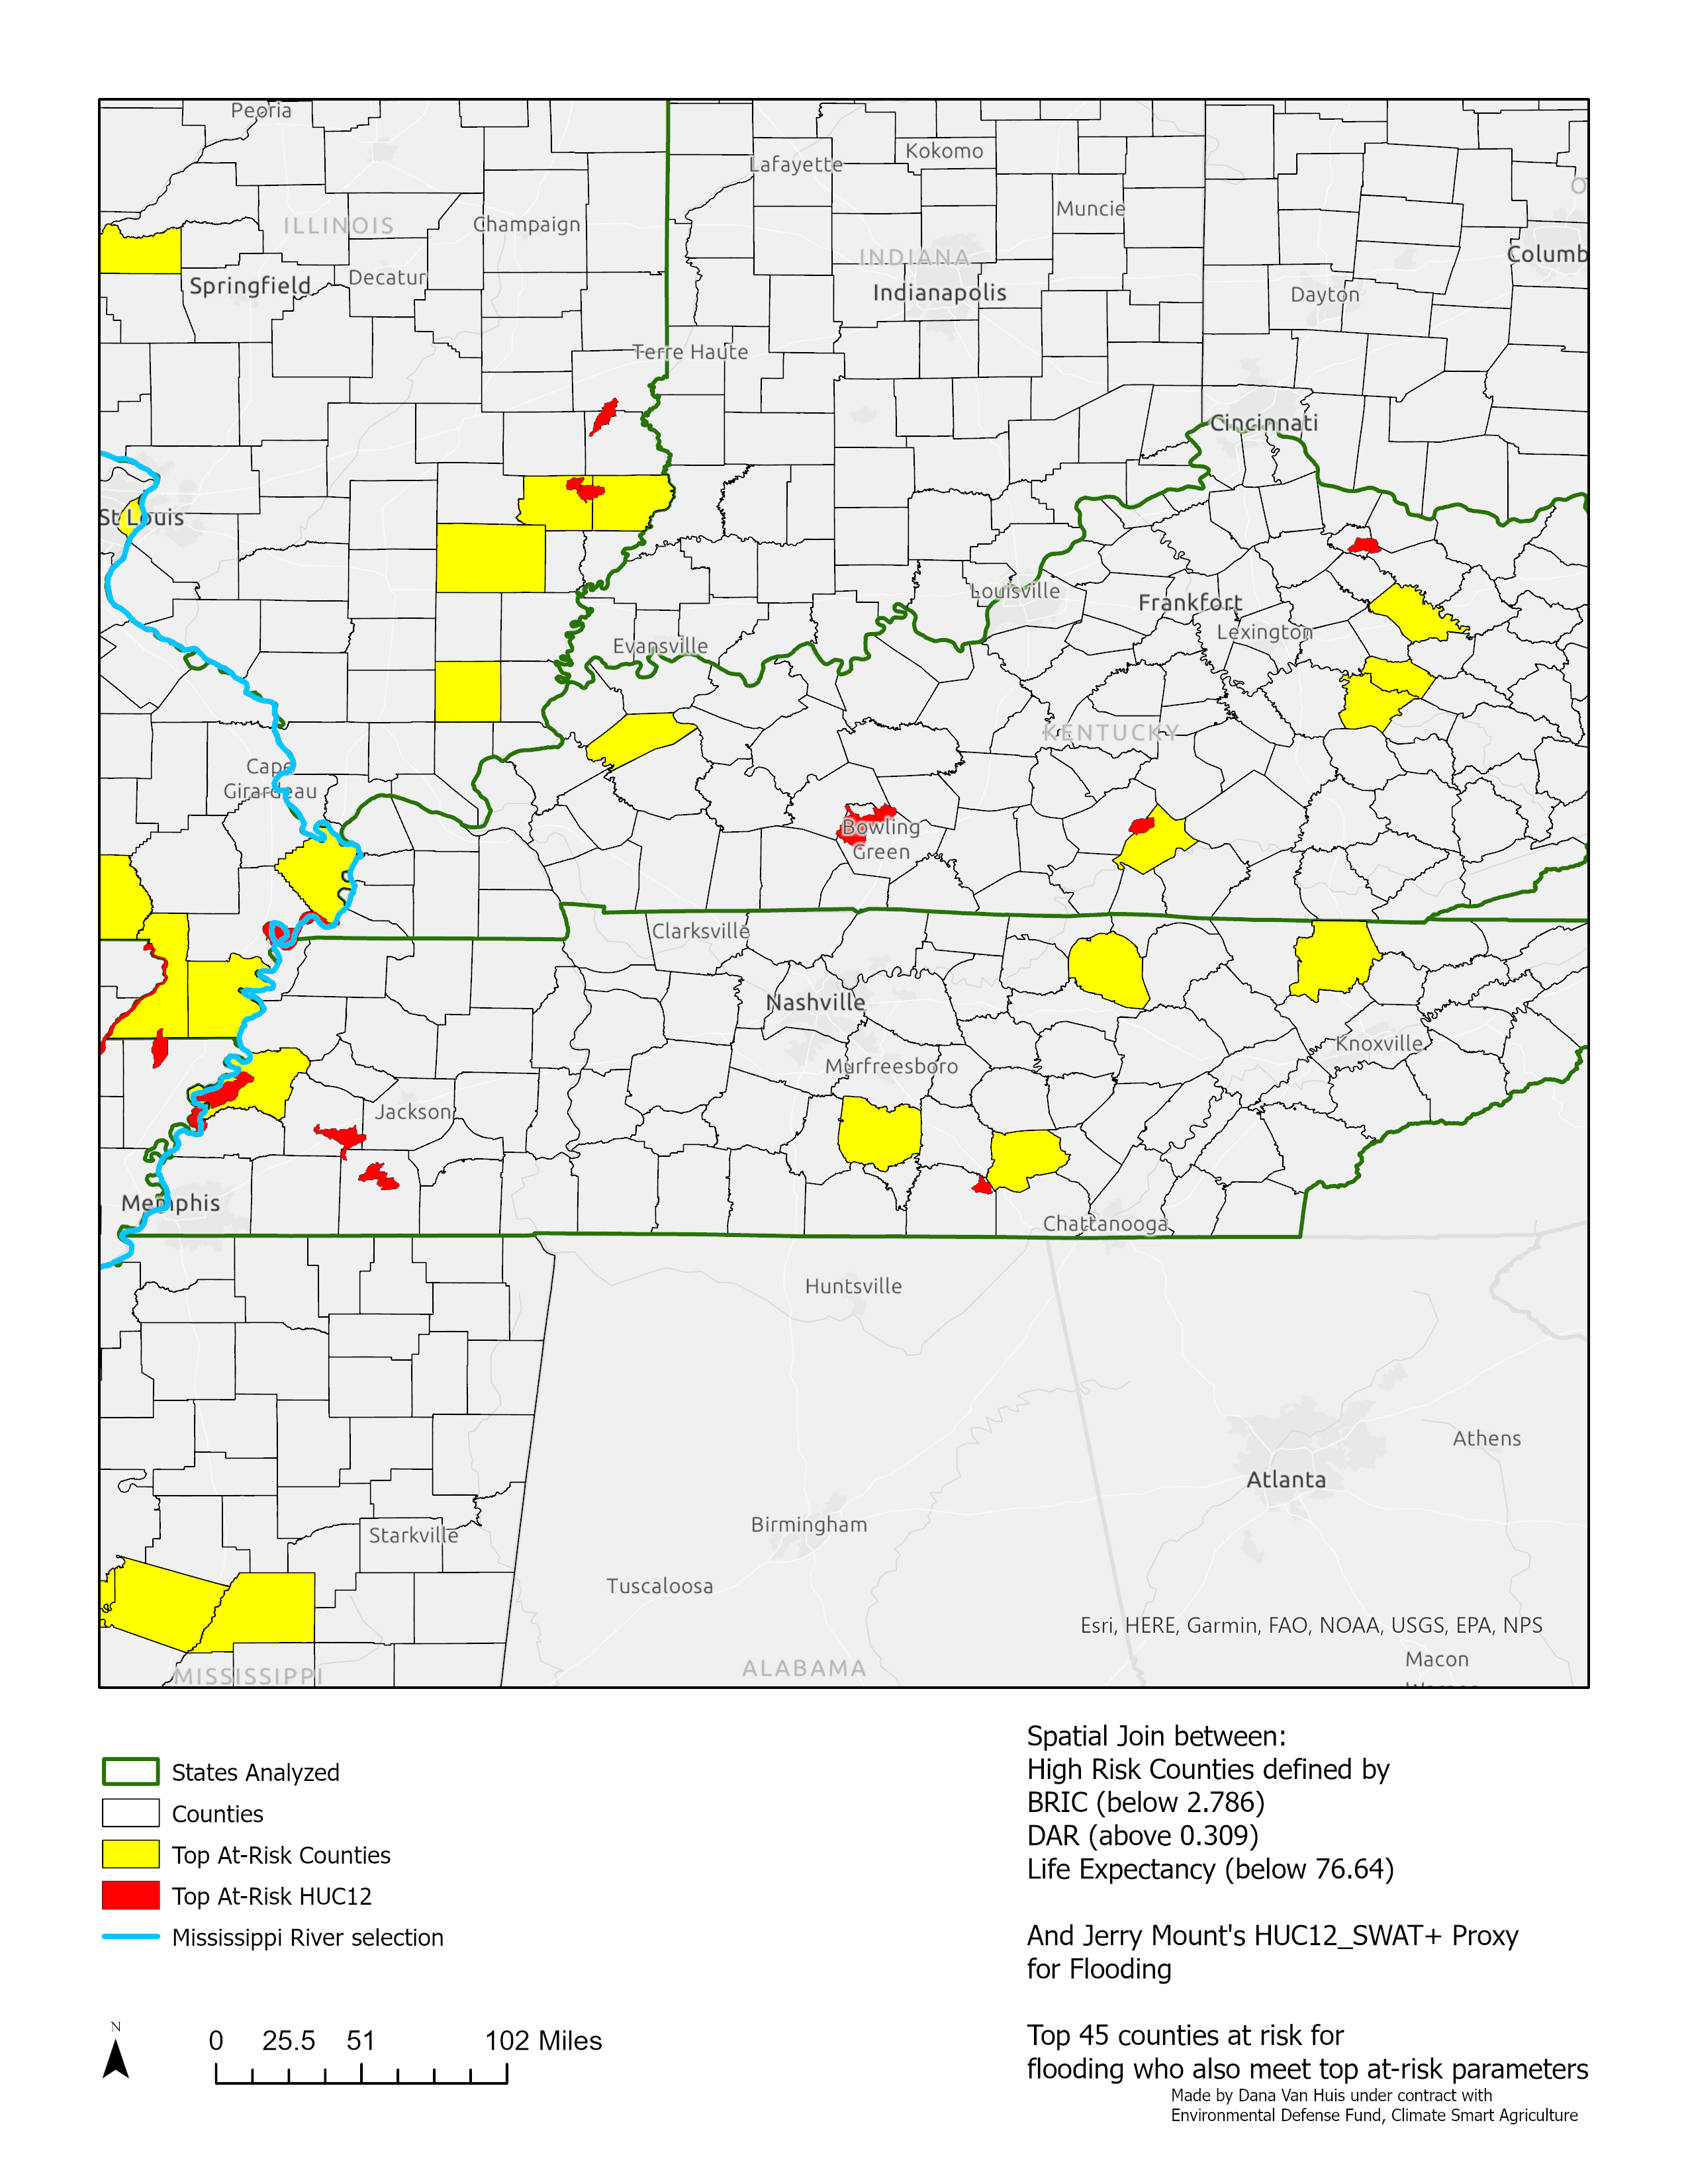 Peoria
Lafayette
Kokomo
ILLINOIS
Champaign
Muncie
O
INDIANA
Columb
Springfield
Decatur
Indianapolis
Dayton
Terre Haute
Cincinnati
St Louis
Louisville
Frankfort
Lexington
Evansville
KENTUCKY
Cape
Girardeau
Bowling
Green
Clarksville
Nashville
Knoxville
Murfreesboro
Jackson
Memphis
Chattanooga
Huntsville
Athens
Atlanta
Birmingham
Starkville
Tuscaloosa
Esri, HERE, Garmin, FAO, NOAA, USGS, EPA, NPS
Macon
ALABAMA
MISSISSIPPI
States Analyzed
Counties
Top At-Risk Counties
Top At-Risk HUC12
Mississippi River selection
N
0 25.5 51 102 Miles
Spatial Join between:
High Risk Counties defined by
BRIC (below 2.786)
DAR (above 0.309)
Life Expectancy (below 76.64)
And Jerry Mount's HUC12_SWAT+ Proxy
for Flooding
Top 45 counties at risk for
flooding who also meet top at-risk parameters
Made by Dana Van Huis under contract with
Environmental Defense Fund, Climate Smart Agriculture